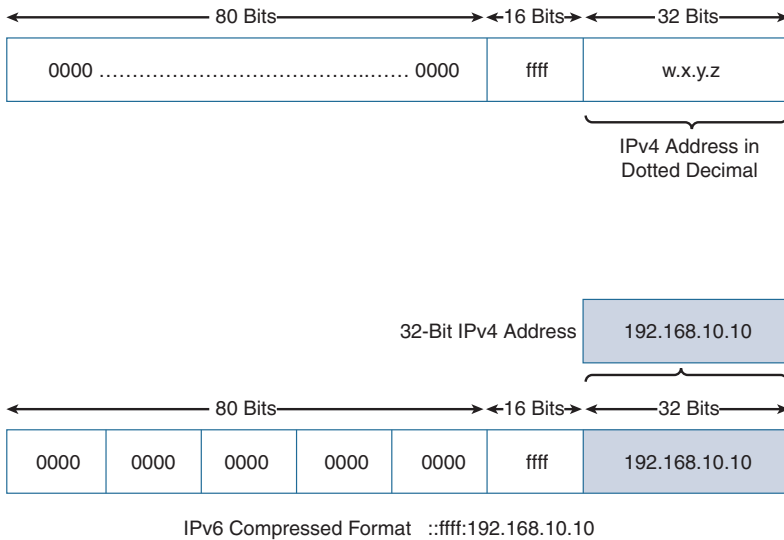 80 Bits 16 Bits 32 Bits
0000 ............................................ 0000 ffff w.x.y.z
IPv4 Address in
Dotted Decimal
32-Bit IPv4 Address 192.168.10.10
80 Bits 16 Bits 32 Bits
0000 0000 0000 0000 0000 ffff 192.168.10.10
IPv6 Compressed Format ::ffff:192.168.10.10